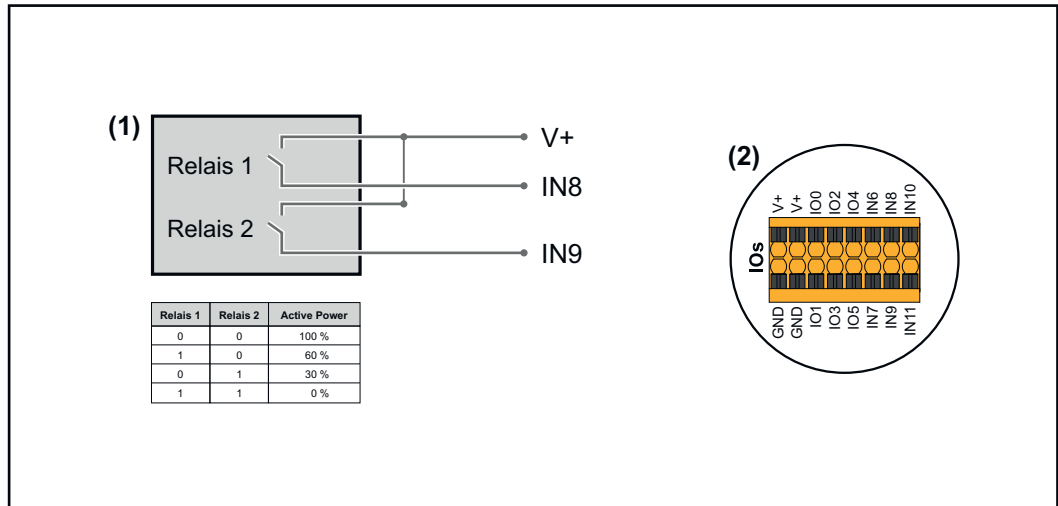 (1)
Relais 1
Relais 2
V+
IN8
IN9
Relais 1 Relais 2 Active Power
0 0 100 %
1 0 60 %
0 1 30 %
1 1 0 %
(2)
IOs
V+ V+ IO0 IO2 IO4 IN6 IN8 IN10
GND GND IO1 IO3 IO5 IN7 IN9 IN11